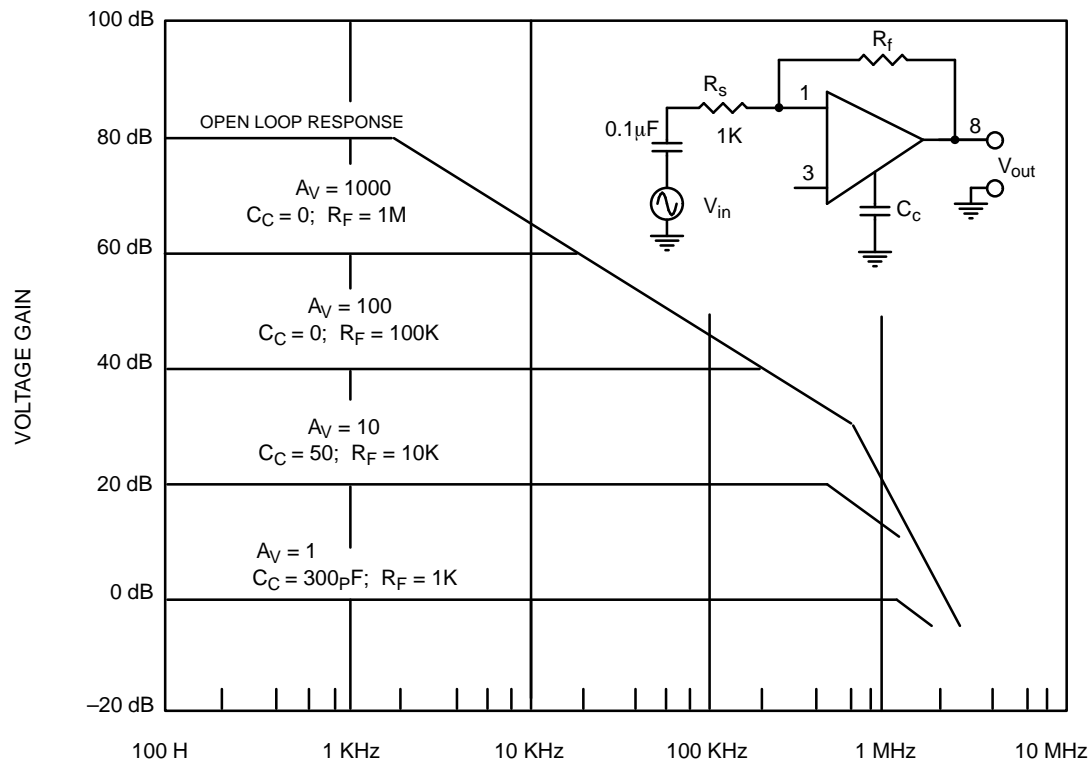 100 dB
80 dB
60 dB
40 dB
20 dB
0 dB
–20 dB
VOLTAGE GAIN
OPEN LOOP RESPONSE
AV = 1000
CC = 0; RF = 1M
AV = 100
CC = 0; RF = 100K
AV = 10
CC = 50; RF = 10K
AV = 1
CC = 300PF; RF = 1K
Rf
Rs
1
8
0.1μF
1K
3
Vout
Vin
Cc
100 H
1 KHz
10 KHz
100 KHz
1 MHz
10 MHz